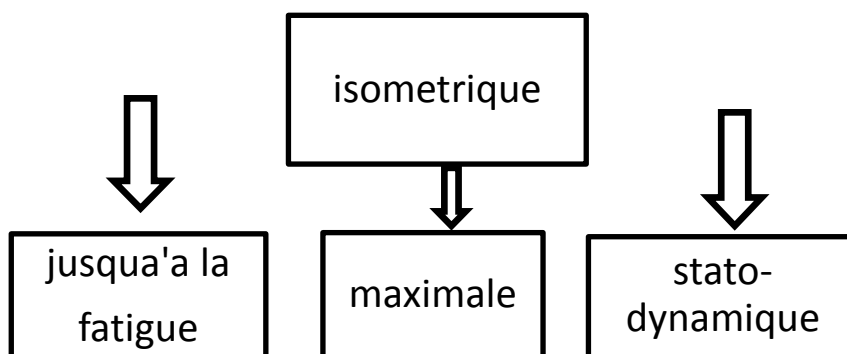 isometrique
jusqua'a la
fatigue
maximale
stato-
dynamique